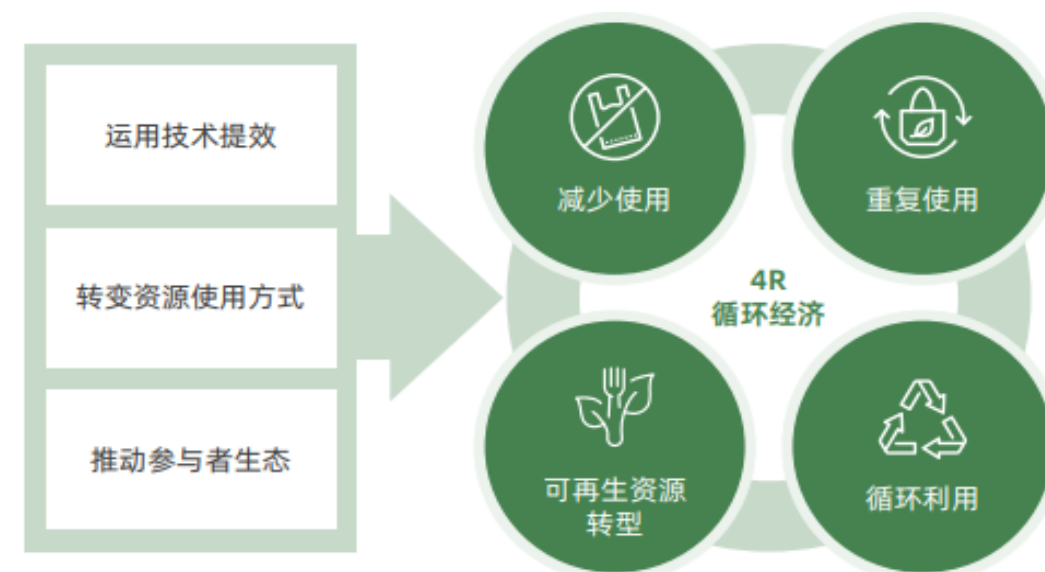 运用技术提效
转变资源使用方式
推动参与者生态
减少使用
重复使用
4R
循环经济
可再生资源
转型
循环利用